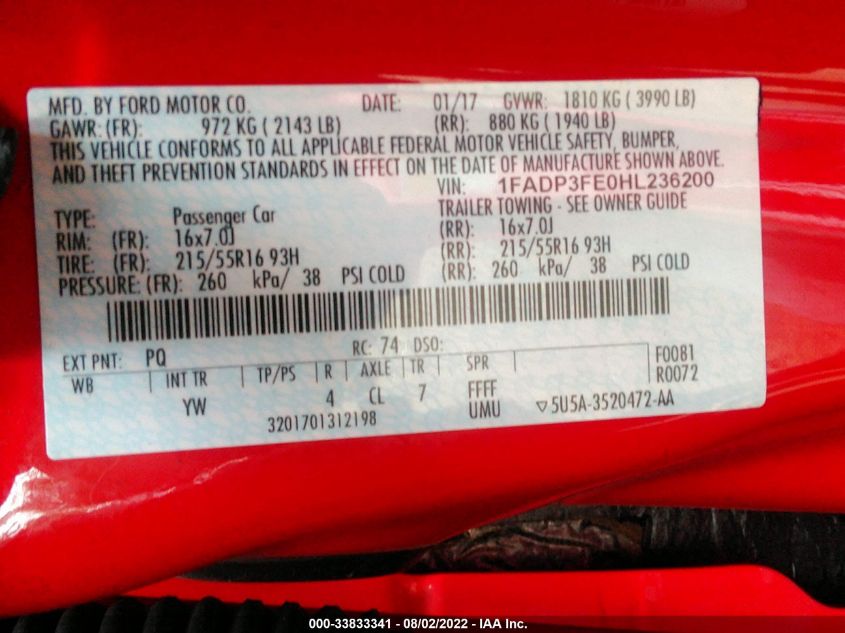 MFD. BY FORD MOTOR CO. DATE: 01/17 GVWR: 1810 KG ( 3990 LB)
GAWR: (FR): 972 KG ( 2143 LB) (RR): 880 KG ( 1940 LB)
THIS VEHICLE CONFORMS TO ALL APPLICABLE FEDERAL MOTOR VEHICLE SAFETY, BUMPER,
AND THEFT PREVENTION STANDARDS IN EFFECT ON THE DATE OF MANUFACTURE SHOWN ABOVE.
VIN: 1FADP3FE0HL236200
TYPE: Passenger Car TRAILER TOWING - SEE OWNER GUIDE
RIM: (FR): 16x7.0J (RR): 16x7.0J
TIRE: (FR): 215/55R16 93H (RR): 215/55R16 93H
PRESSURE: (FR): 260 kPa/ 38 PSI COLD (RR): 260 kPa/ 38 PSI COLD
EXT PNT: PQ RC: 74 DSO: F0081
WB INT TR TP/PS R AXLE TR SPR R0072
YW 4 CL 7 FFFF
UMU ▽5U5A-3520472-AA
3201701312198
000-33833341 - 08/02/2022 - IAA Inc.